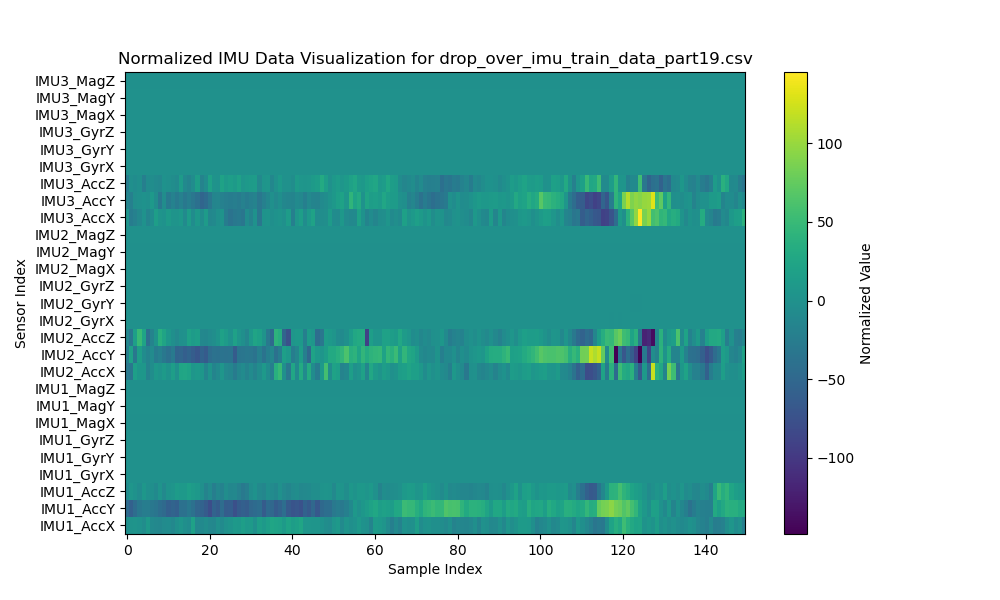 Normalized IMU Data Visualization for drop_over_imu_train_data_part19.csv
IMU3_MagZ
IMU3_MagY
IMU3_MagX
IMU3_GyrZ
IMU3_GyrY
IMU3_GyrX
IMU3_AccZ
IMU3_AccY
IMU3_AccX
IMU2_MagZ
IMU2_MagY
IMU2_MagX
IMU2_GyrZ
IMU2_GyrY
IMU2_GyrX
IMU2_AccZ
IMU2_AccY
IMU2_AccX
IMU1_MagZ
IMU1_MagY
IMU1_MagX
IMU1_GyrZ
IMU1_GyrY
IMU1_GyrX
IMU1_AccZ
IMU1_AccY
IMU1_AccX
Sensor Index
0 20 40 60 80 100 120 140
Sample Index
100
50
0
−50
−100
Normalized Value